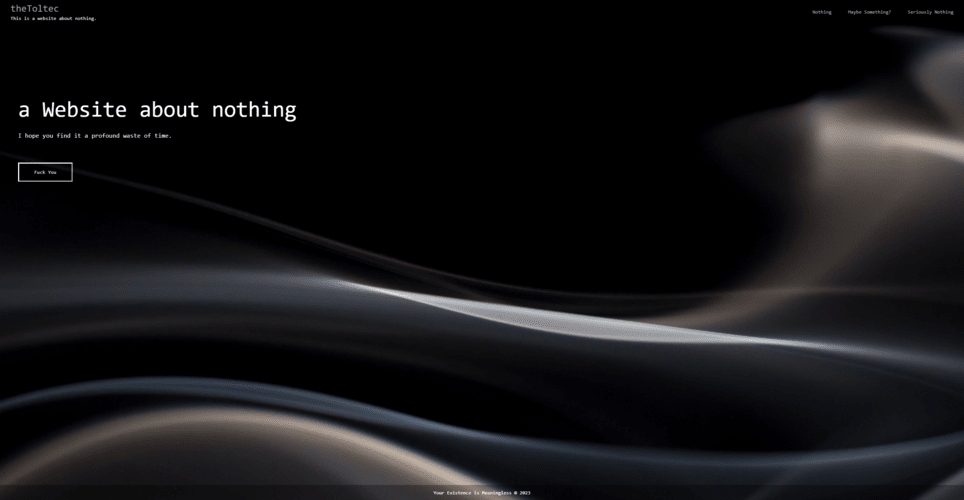 theToltec
This is a website about nothing.
Nothing
Maybe Something?
Seriously Nothing
a Website about nothing
I hope you find it a profound waste of time.
Fuck You
Your Existence is Meaningless © 2023